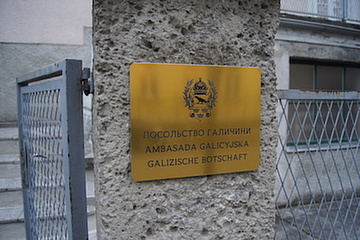 ПОСОЛЬСТВО ГАЛИЧИНИ
AMBASADA GALICYJSKA
GALIZISCHE BOTSCHAFT